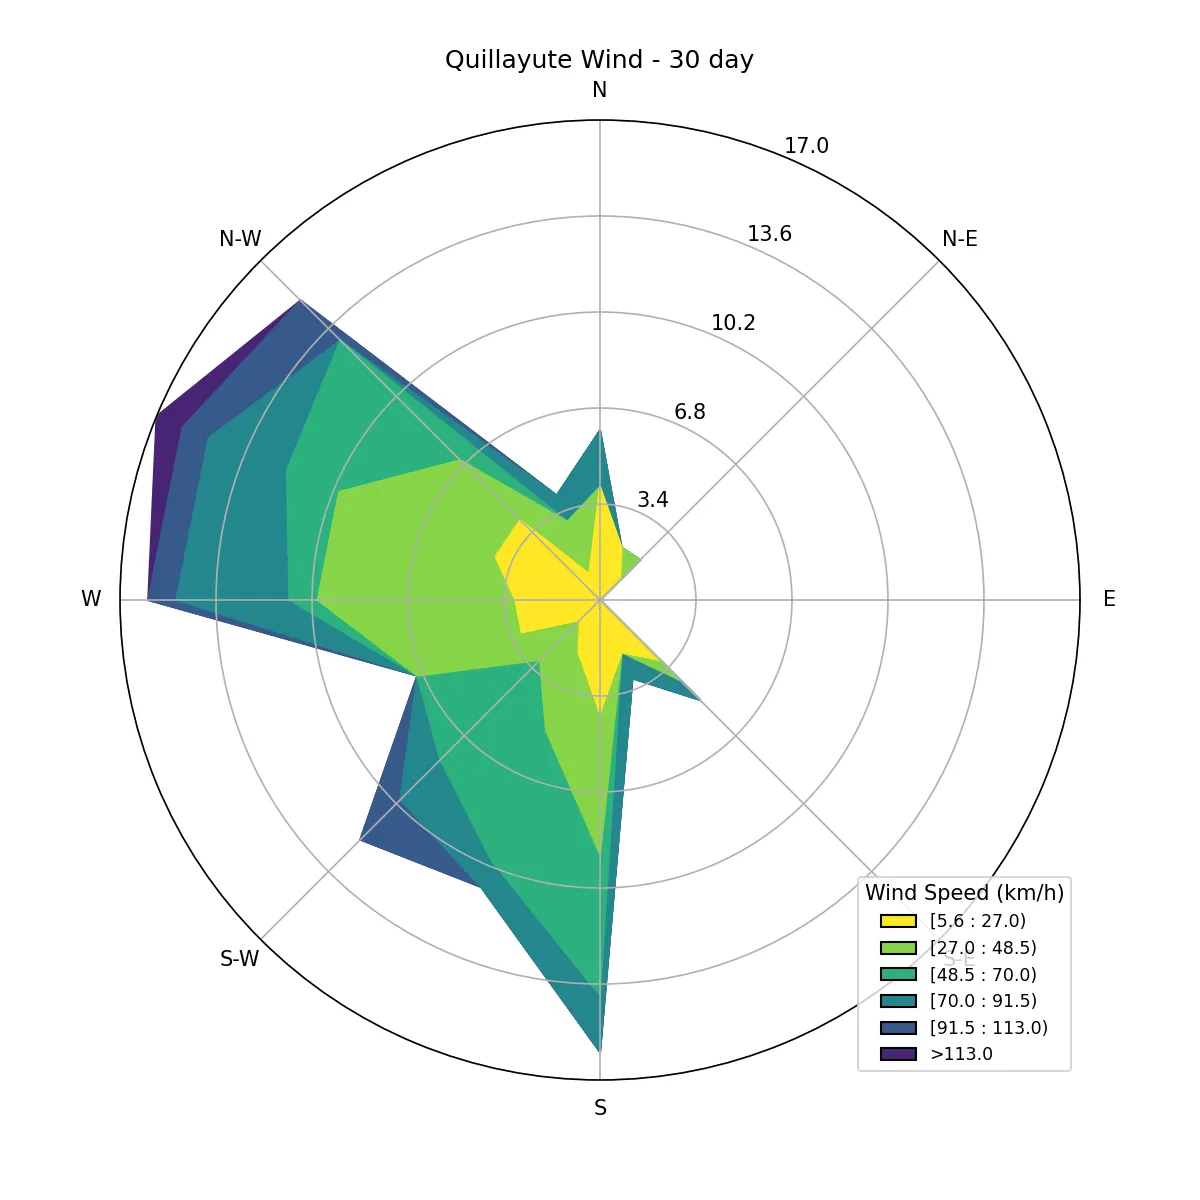 Quillayute Wind - 30 day
N
17.0
13.6
N-W
N-E
10.2
6.8
3.4
W
E
S-W
S-E
Wind Speed (km/h)
[5.6 : 27.0)
[27.0 : 48.5)
[48.5 : 70.0)
[70.0 : 91.5)
[91.5 : 113.0)
>113.0
S